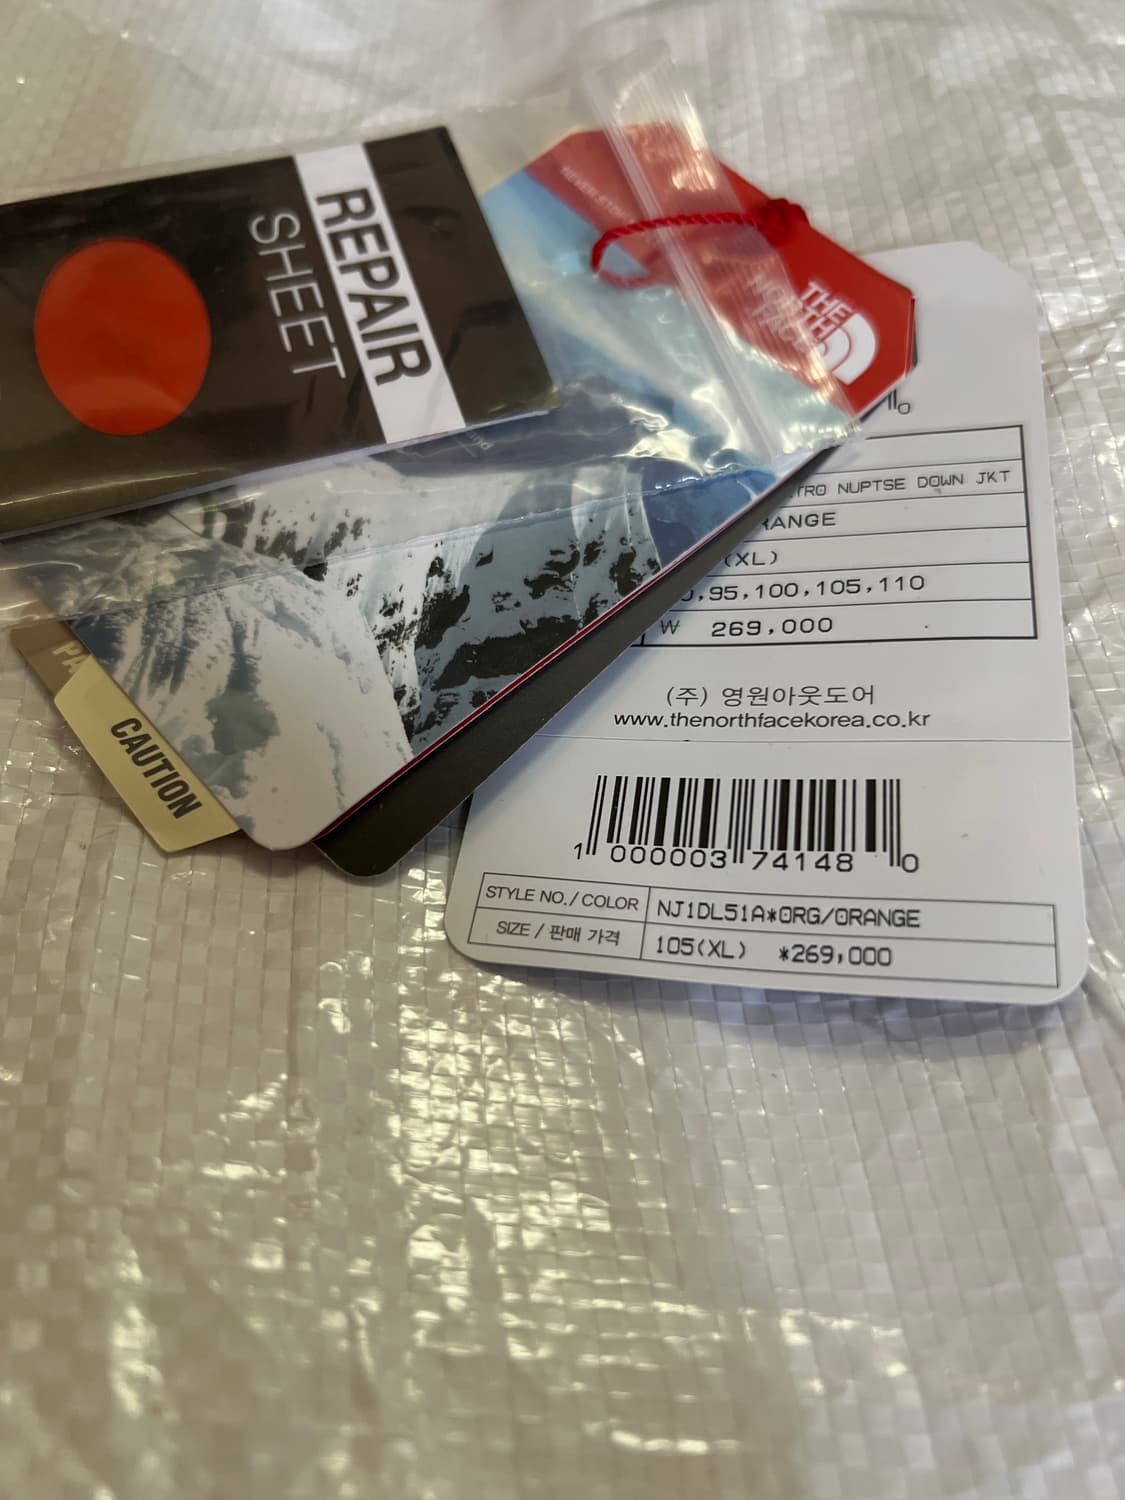 REPAIR
SHEET
NEVER STOP
THE
NORTH
FACE
TRO NUPTSE DOWN JKT
RANGE
(XL)
,95,100,105,110
₩ 269,000
(주) 영원아웃도어
www.thenorthfacekorea.co.kr
CAUTION
1 000003 74148 0
STYLE NO./COLOR NJ1DL51A*ORG/ORANGE
SIZE / 판매 가격 105(XL) *269,000